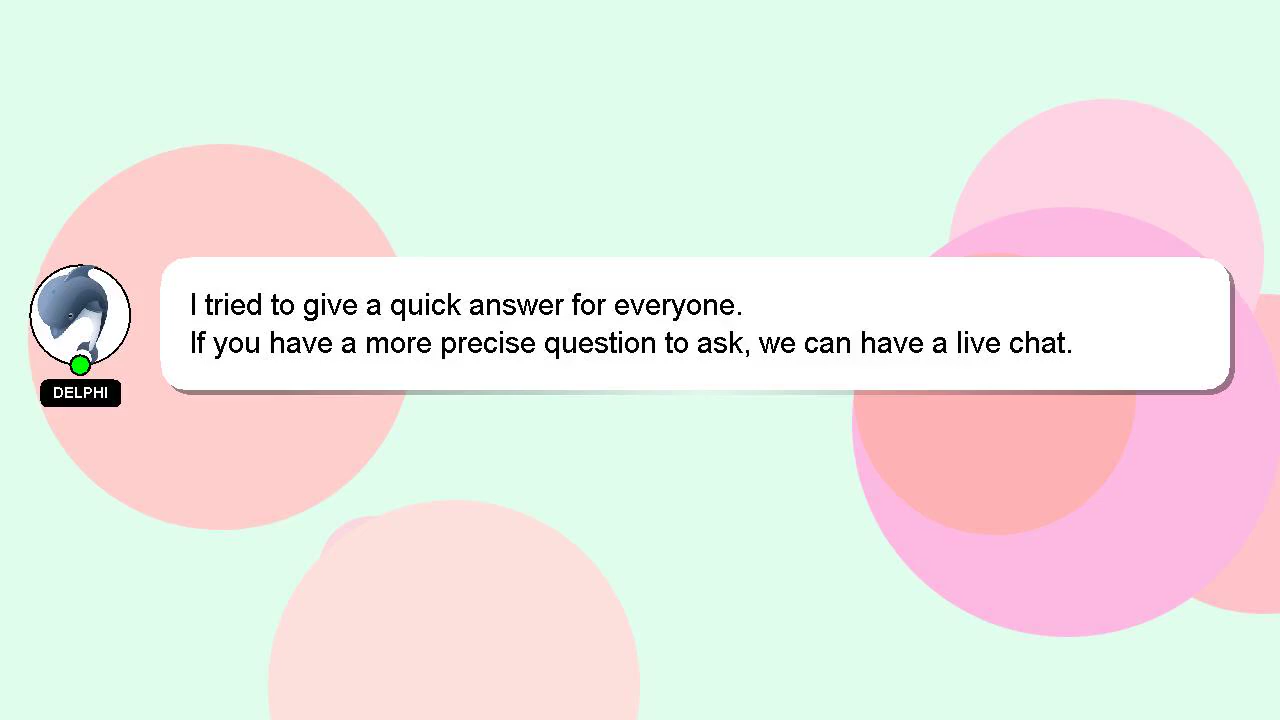 I tried to give a quick answer for everyone.
If you have a more precise question to ask, we can have a live chat.
DELPHI